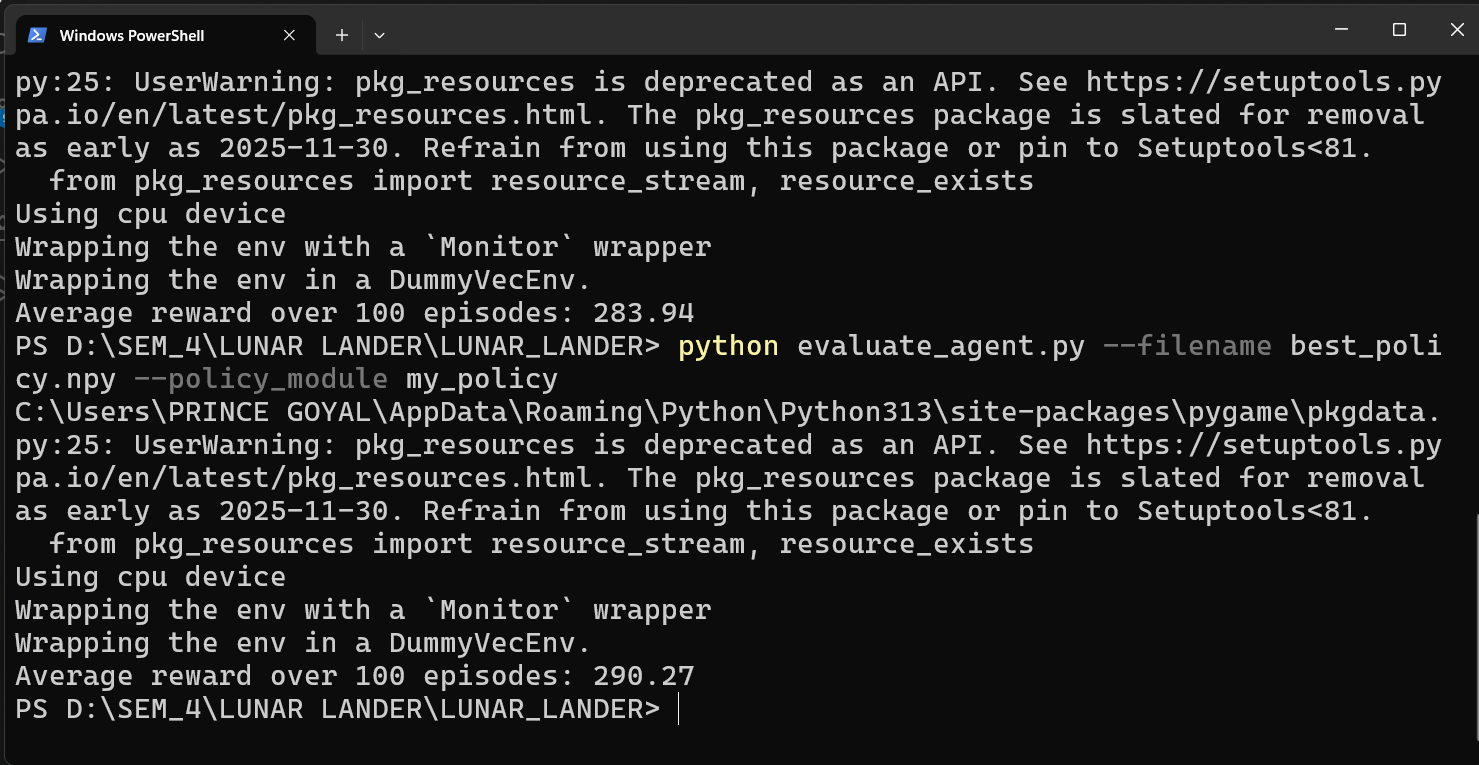 Windows PowerShell
py:25: UserWarning: pkg_resources is deprecated as an API. See https://setuptools.py
pa.io/en/latest/pkg_resources.html. The pkg_resources package is slated for removal
as early as 2025-11-30. Refrain from using this package or pin to Setuptools<81.
  from pkg_resources import resource_stream, resource_exists
Using cpu device
Wrapping the env with a `Monitor` wrapper
Wrapping the env in a DummyVecEnv.
Average reward over 100 episodes: 283.94
PS D:\SEM_4\LUNAR LANDER\LUNAR_LANDER> python evaluate_agent.py --filename best_poli
cy.npy --policy_module my_policy
C:\Users\PRINCE GOYAL\AppData\Roaming\Python\Python313\site-packages\pygame\pkgdata.
py:25: UserWarning: pkg_resources is deprecated as an API. See https://setuptools.py
pa.io/en/latest/pkg_resources.html. The pkg_resources package is slated for removal
as early as 2025-11-30. Refrain from using this package or pin to Setuptools<81.
  from pkg_resources import resource_stream, resource_exists
Using cpu device
Wrapping the env with a `Monitor` wrapper
Wrapping the env in a DummyVecEnv.
Average reward over 100 episodes: 290.27
PS D:\SEM_4\LUNAR LANDER\LUNAR_LANDER>